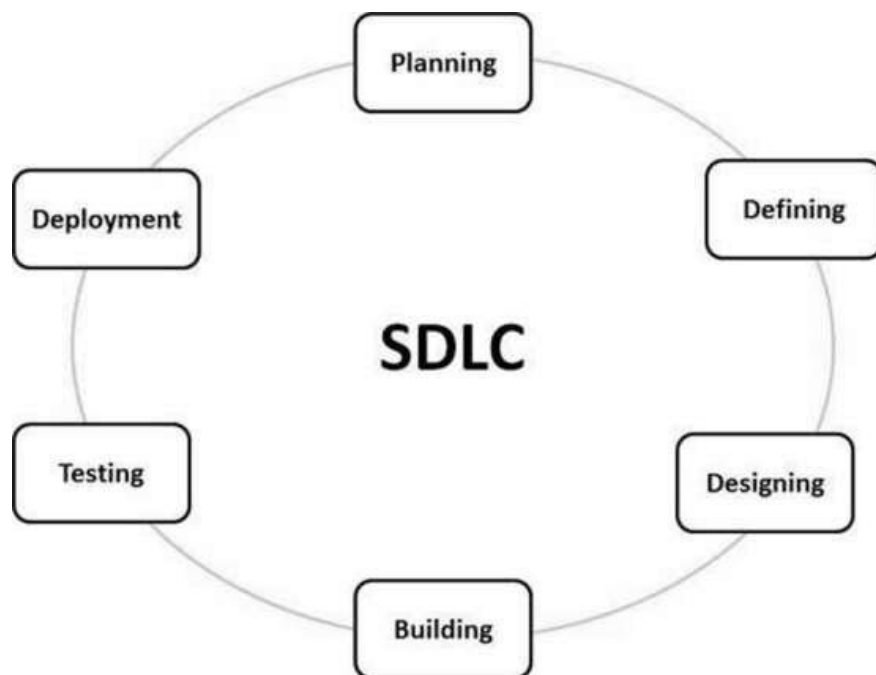 Planning
Defining
Designing
Building
Testing
Deployment
SDLC